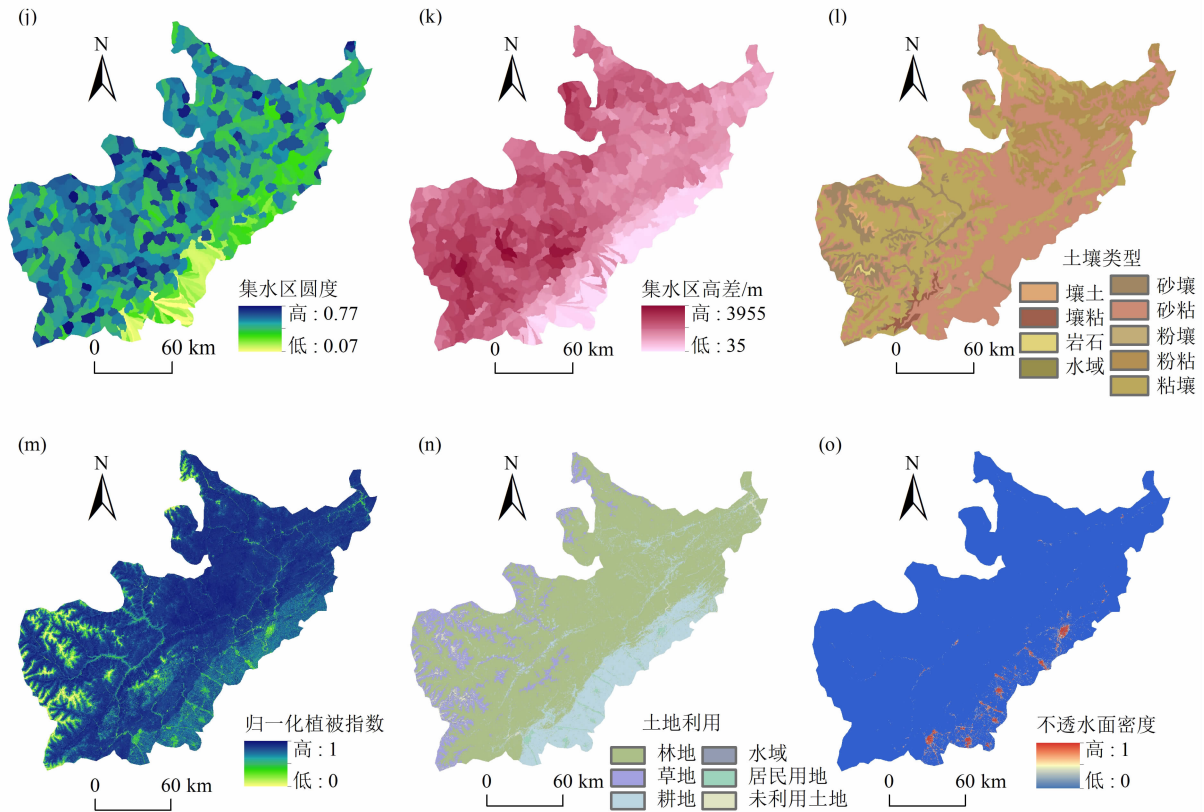 (j)
N
集水区圆度
高 : 0.77
低 : 0.07
0 60 km
(k)
N
集水区高差/m
高 : 3955
低 : 35
0 60 km
(l)
N
土壤类型
壤土
壤粘
岩石
水域
砂壤
砂粘
粉壤
粉粘
粘壤
0 60 km
(m)
N
归一化植被指数
高 : 1
低 : 0
0 60 km
(n)
N
土地利用
林地
草地
耕地
水域
居民用地
未利用土地
0 60 km
(o)
N
不透水面密度
高 : 1
低 : 0
0 60 km